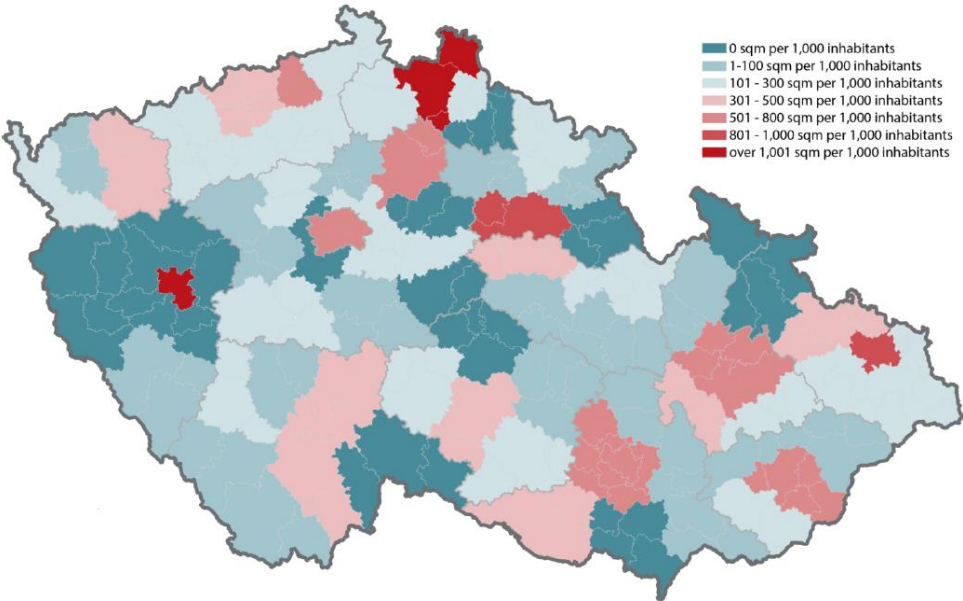 0 sqm per 1,000 inhabitants
1-100 sqm per 1,000 inhabitants
101 - 300 sqm per 1,000 inhabitants
301 - 500 sqm per 1,000 inhabitants
501 - 800 sqm per 1,000 inhabitants
801 - 1,000 sqm per 1,000 inhabitants
over 1,001 sqm per 1,000 inhabitants